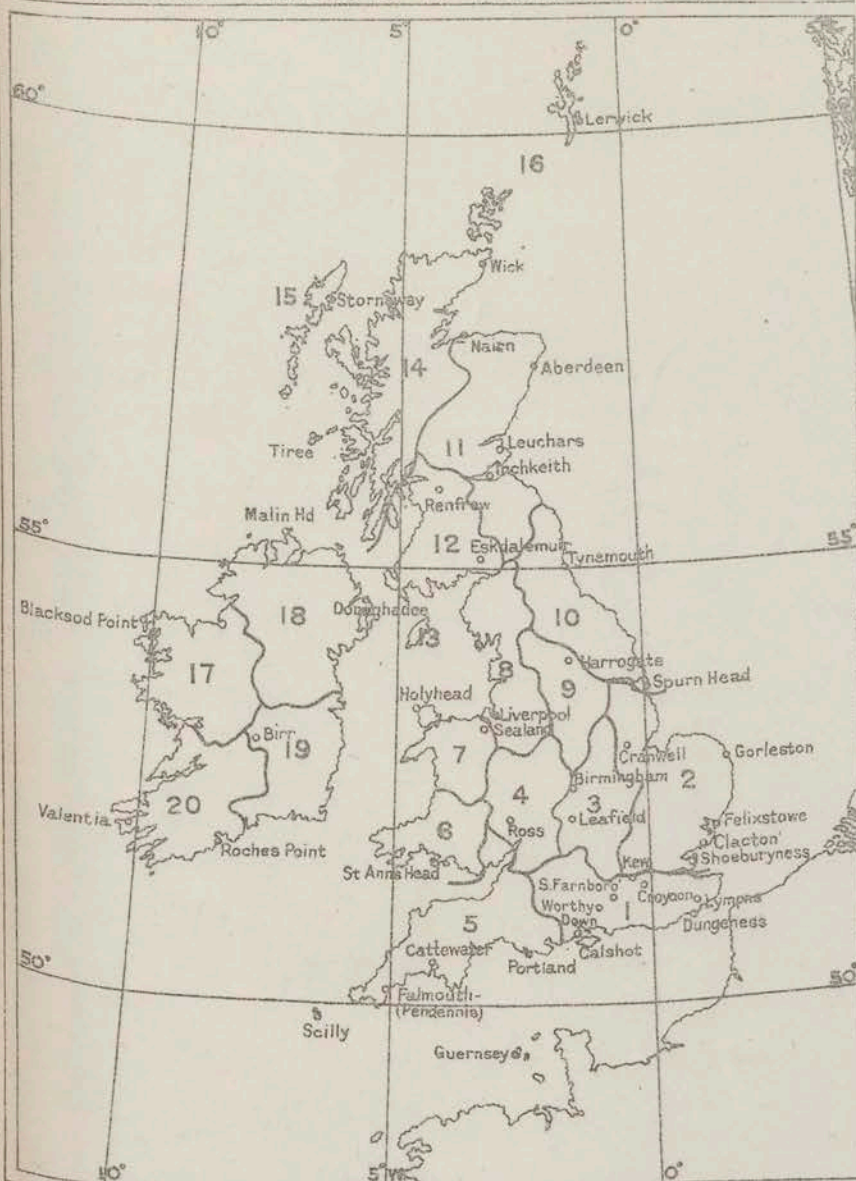 10° 5° 0°
60°
Lerwick
16
Wick
15 Stornoway
Nairn
14 Aberdeen
Tiree 11 Leuchars
Inchkeith
Renfrew
Malin Hd
55° 12 Eskdalemuir 55°
Tynemouth
Blacksod Point 18 Donaghadee 10
13
17 8 9 Harrogate
Spurn Head
Holyhead Liverpool
Birr 19 Sealand
7 Cranwell Gorleston
Birmingham 2
20 4 3
Valentia Ross Leafield Felixstowe
6 Clacton
Roches Point Shoeburyness
St Anns Head Kew
S. Farnboro Croydon Lympne
Worthy 1
5 Down Dungeness
Cattewater Calshot
50° Portland 50°
Falmouth-
(Pendennis)
Scilly
Guernsey
10° 5°W 0°